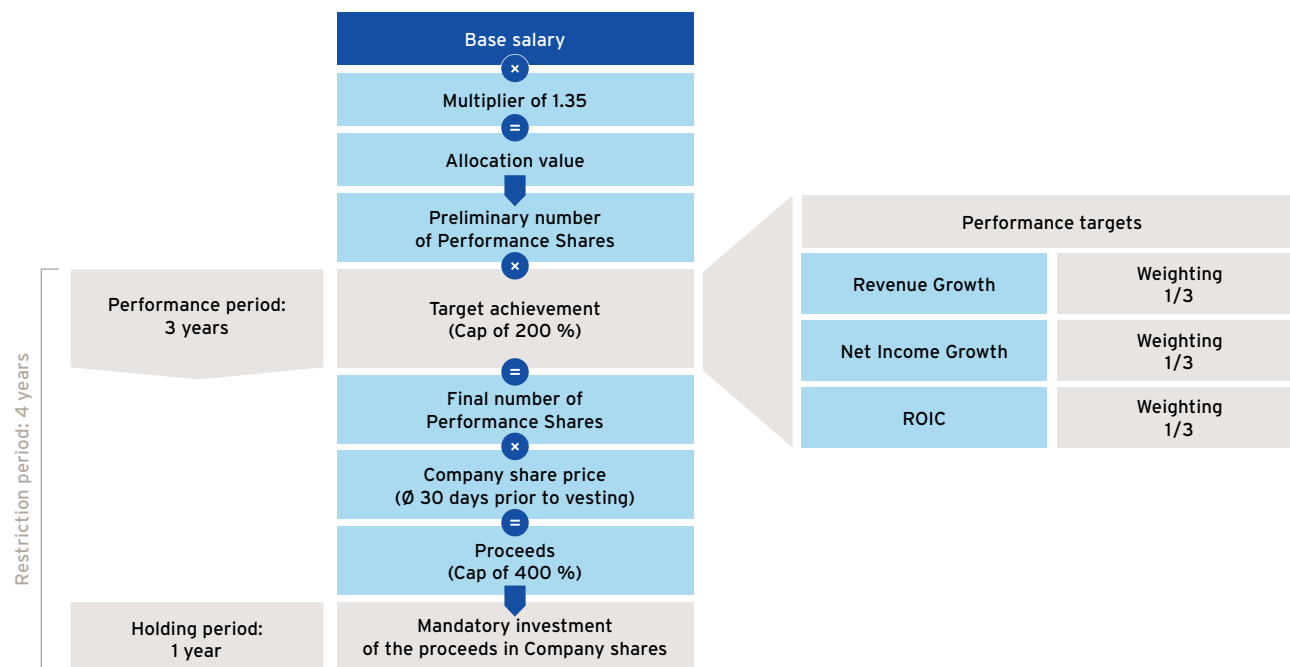 Base salary
×
Multiplier of 1.35
=
Allocation value
Preliminary number
of Performance Shares
×
Restriction period: 4 years
Performance period:
3 years
Target achievement
(Cap of 200 %)
=
Final number of
Performance Shares
×
Company share price
(Ø 30 days prior to vesting)
=
Proceeds
(Cap of 400 %)
Holding period:
1 year
Mandatory investment
of the proceeds in Company shares
Performance targets
Revenue Growth
Weighting
1/3
Net Income Growth
Weighting
1/3
ROIC
Weighting
1/3